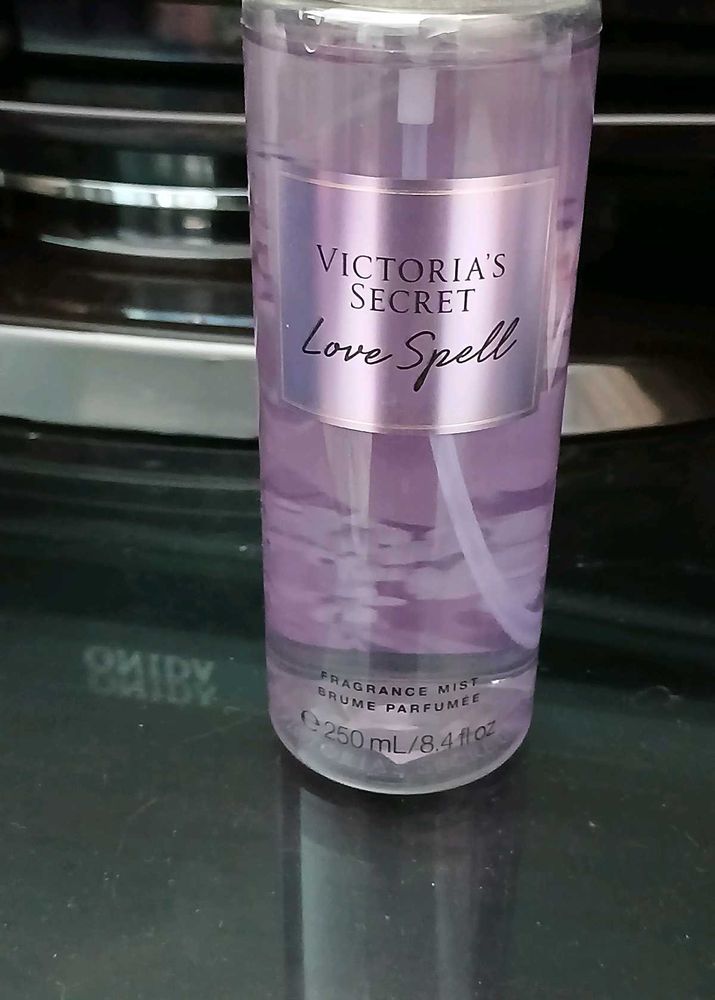 VICTORIA'S
SECRET
Love Spell
FRAGRANCE MIST
BRUME PARFUMÉE
℮ 250 mL/8.4 fl oz